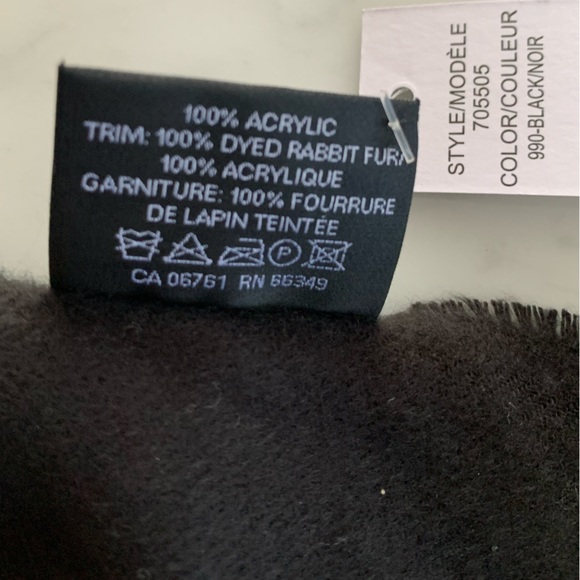 100% ACRYLIC
TRIM: 100% DYED RABBIT FUR
100% ACRYLIQUE
GARNITURE: 100% FOURRURE
DE LAPIN TEINTÉE
P
CA 06761 RN 66349
STYLE/MODÈLE
705505
COLOR/COULEUR
990-BLACK/NOIR